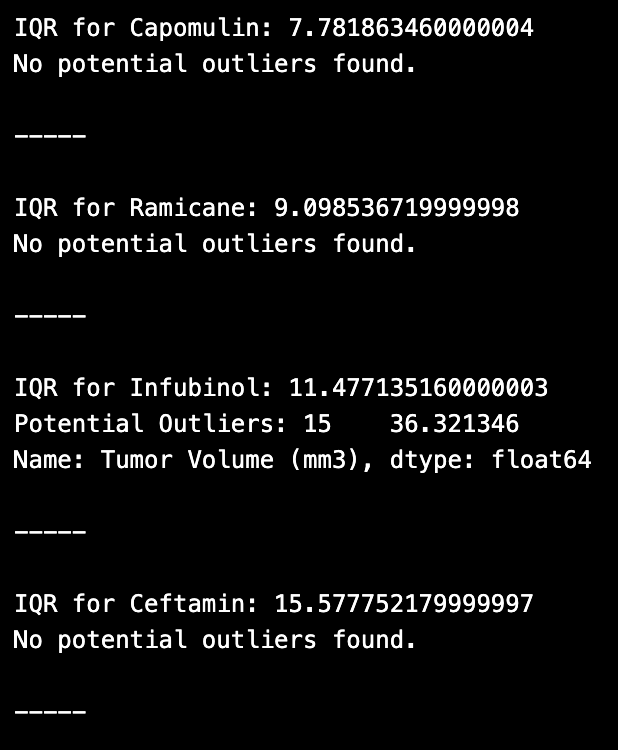 IQR for Capomulin: 7.781863460000004
No potential outliers found.
-----
IQR for Ramicane: 9.098536719999998
No potential outliers found.
-----
IQR for Infubinol: 11.477135160000003
Potential Outliers: 15    36.321346
Name: Tumor Volume (mm3), dtype: float64
-----
IQR for Ceftamin: 15.577752179999997
No potential outliers found.
-----